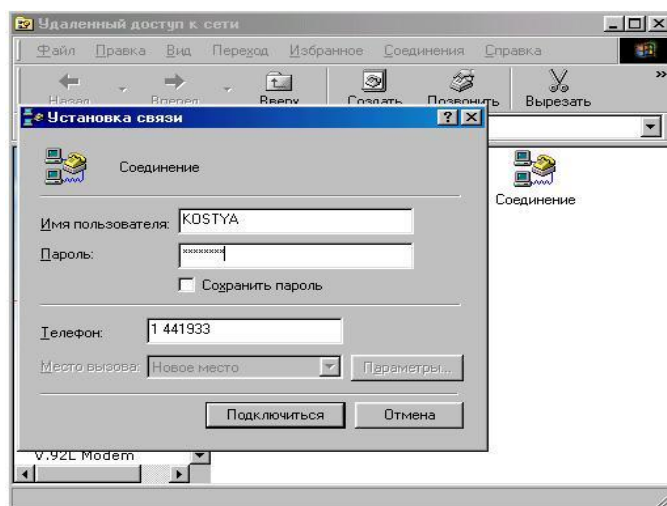 Удаленный доступ к сети
Файл Правка Вид Переход Избранное Соединения Справка
Назад Вперед Вверх Создать Позвонить Вырезать »
Установка связи
Соединение
Соединение
Имя пользователя: KOSTYA
Пароль: ********
Сохранить пароль
Телефон: 1 441933
Место вызова: Новое место Параметры...
Подключиться Отмена
V.92L Modem